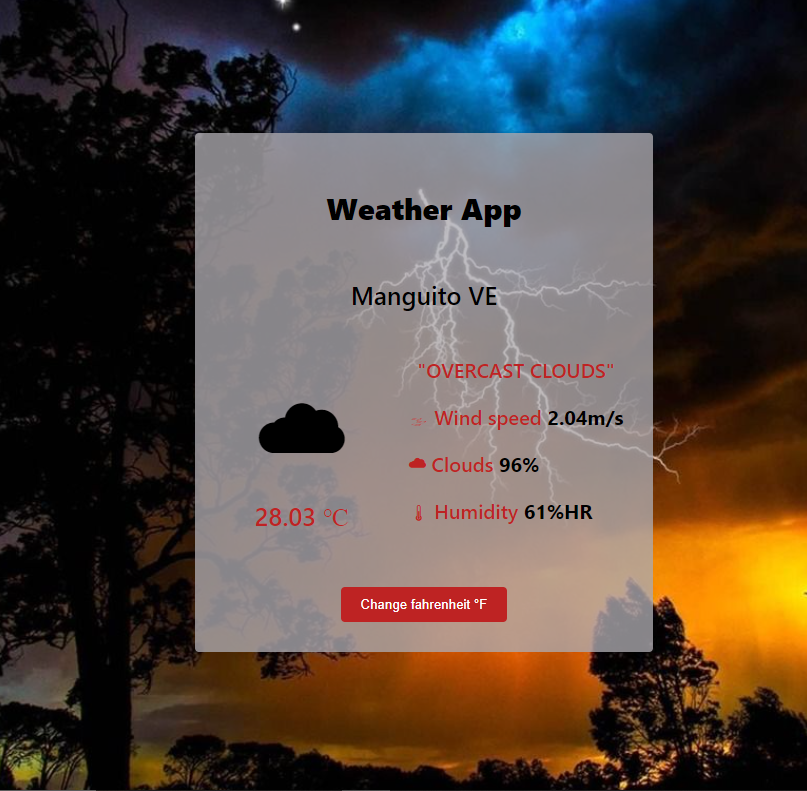 Weather App
Manguito VE
"OVERCAST CLOUDS"
Wind speed 2.04m/s
Clouds 96%
Humidity 61%HR
28.03 °C
Change fahrenheit °F